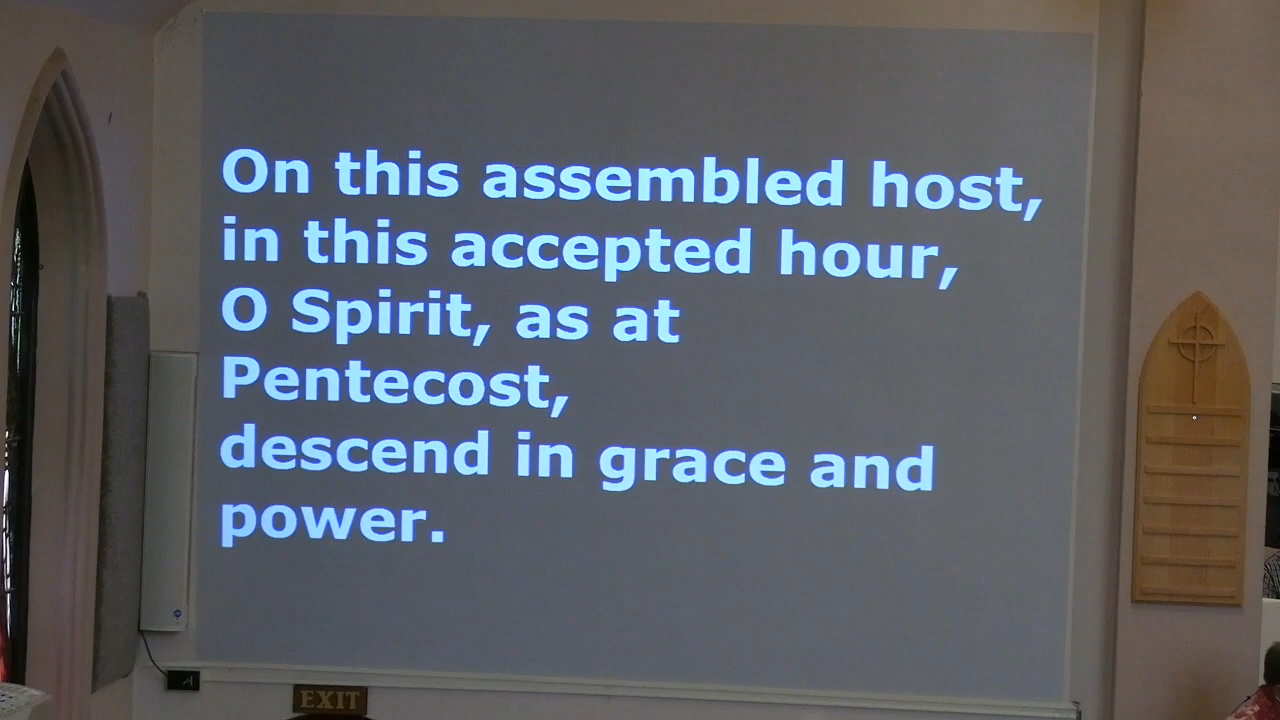 On this assembled host,
in this accepted hour,
O Spirit, as at
Pentecost,
descend in grace and
power.
EXIT